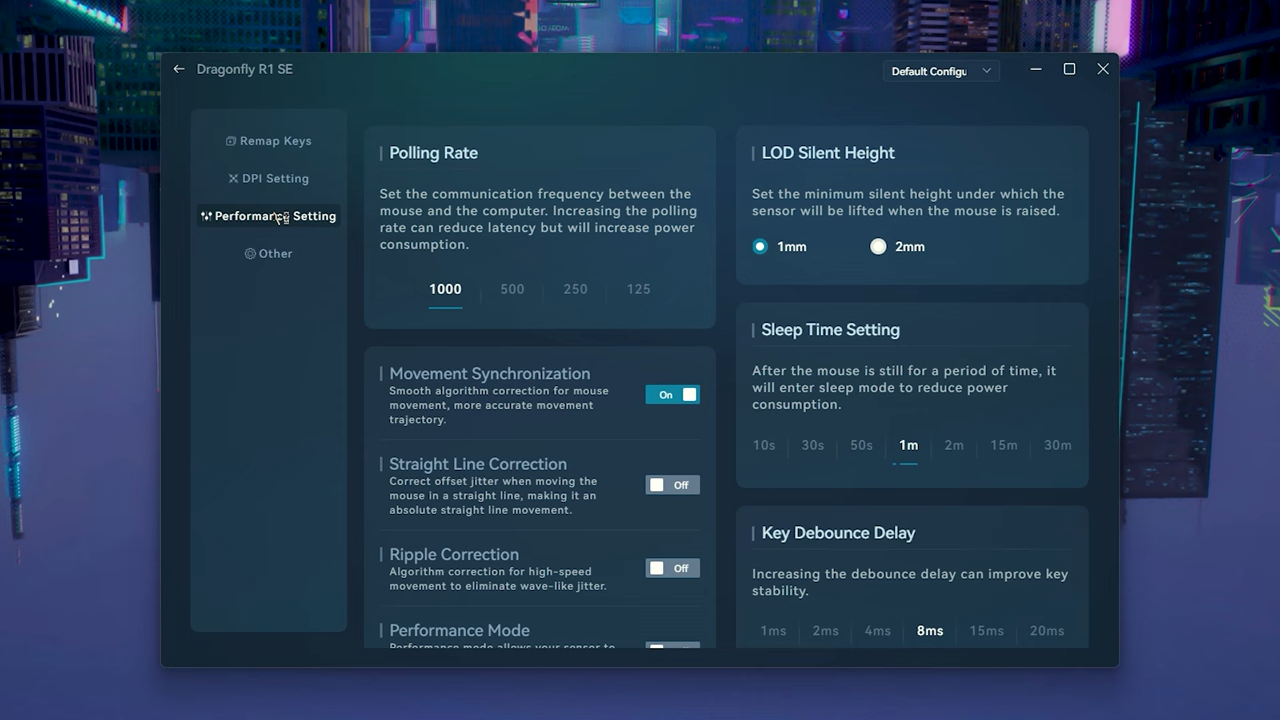 Dragonfly R1 SE
Default Configu
Remap Keys
DPI Setting
Performance Setting
Other
Polling Rate
Set the communication frequency between the
mouse and the computer. Increasing the polling
rate can reduce latency but will increase power
consumption.
1000 500 250 125
Movement Synchronization
Smooth algorithm correction for mouse
movement, more accurate movement
trajectory.
On
Straight Line Correction
Correct offset jitter when moving the
mouse in a straight line, making it an
absolute straight line movement.
Off
Ripple Correction
Algorithm correction for high-speed
movement to eliminate wave-like jitter.
Off
Performance Mode
Performance mode allows your sensor to
LOD Silent Height
Set the minimum silent height under which the
sensor will be lifted when the mouse is raised.
1mm 2mm
Sleep Time Setting
After the mouse is still for a period of time, it
will enter sleep mode to reduce power
consumption.
10s 30s 50s 1m 2m 15m 30m
Key Debounce Delay
Increasing the debounce delay can improve key
stability.
1ms 2ms 4ms 8ms 15ms 20ms